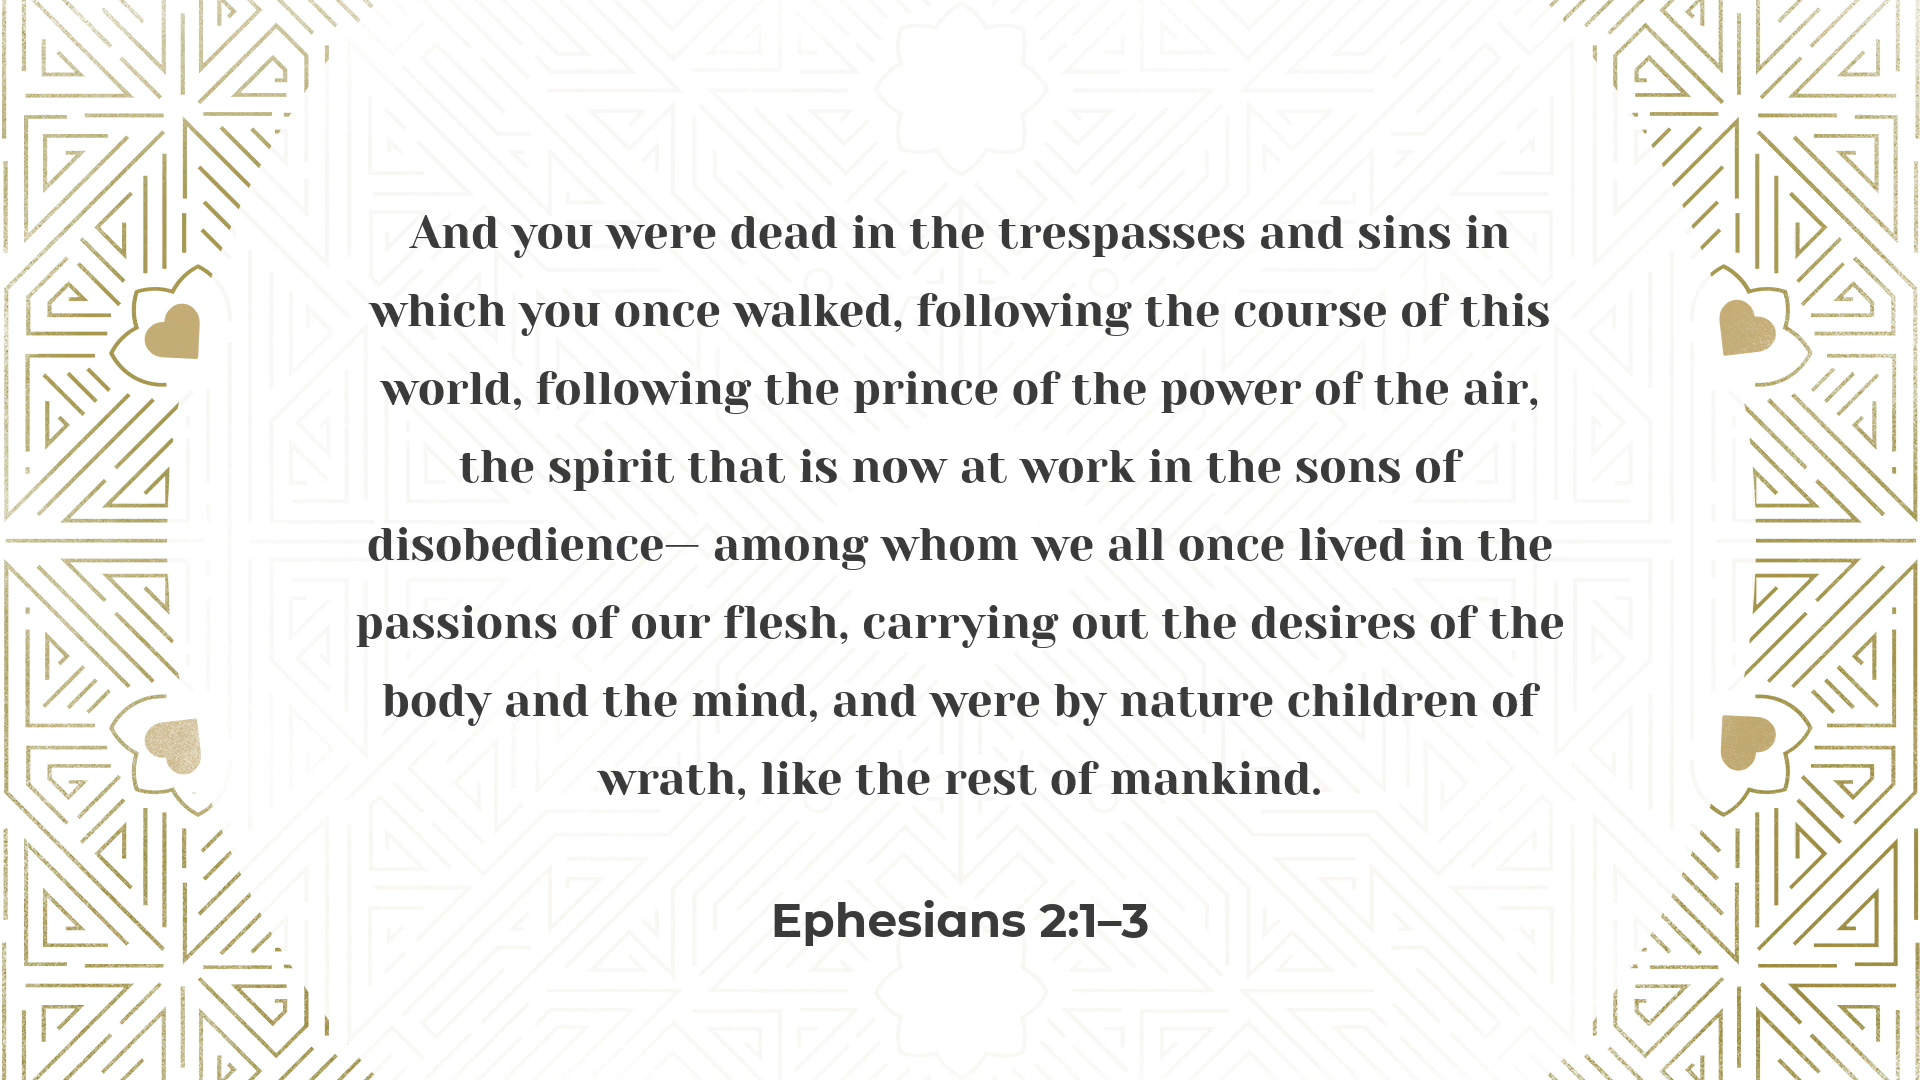 And you were dead in the trespasses and sins in
which you once walked, following the course of this
world, following the prince of the power of the air,
the spirit that is now at work in the sons of
disobedience— among whom we all once lived in the
passions of our flesh, carrying out the desires of the
body and the mind, and were by nature children of
wrath, like the rest of mankind.
Ephesians 2:1–3